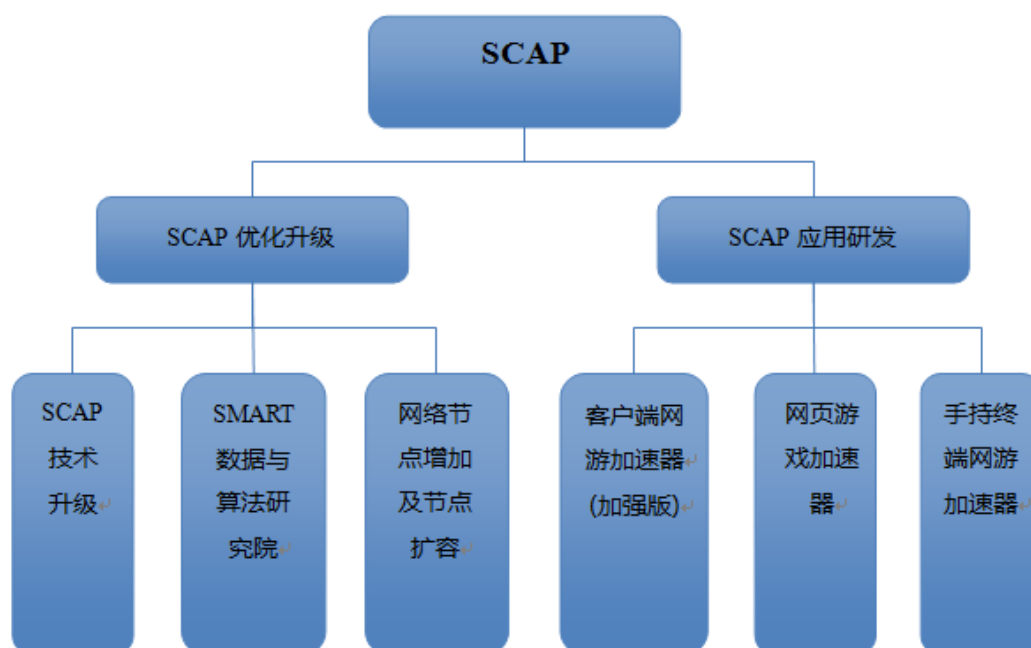 SCAP
SCAP 优化升级
SCAP 应用研发
SCAP
技术
升级
SMART
数据与
算法研
究院
网络节
点增加
及节点
扩容
客户端网
游加速器
(加强版)
网页游
戏加速
器
手持终
端网游
加速器